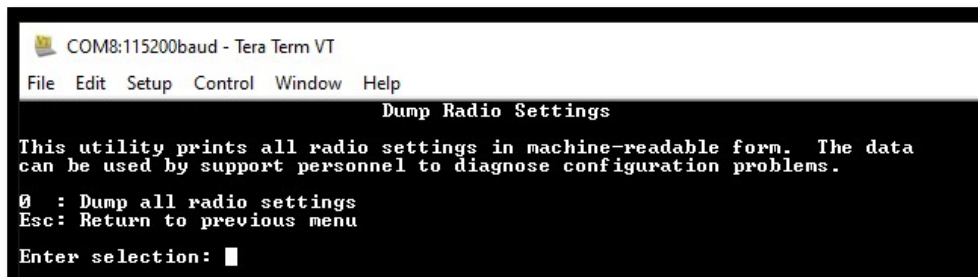 COM8:115200baud - Tera Term VT
File Edit Setup Control Window Help
Dump Radio Settings
This utility prints all radio settings in machine-readable form. The data
can be used by support personnel to diagnose configuration problems.
0 : Dump all radio settings
Esc: Return to previous menu
Enter selection: